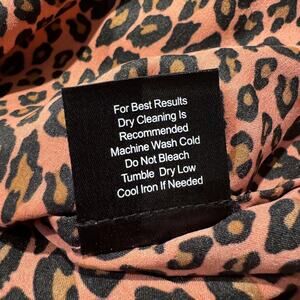 For Best Results
Dry Cleaning Is
Recommended
Machine Wash Cold
Do Not Bleach
Tumble Dry Low
Cool Iron If Needed